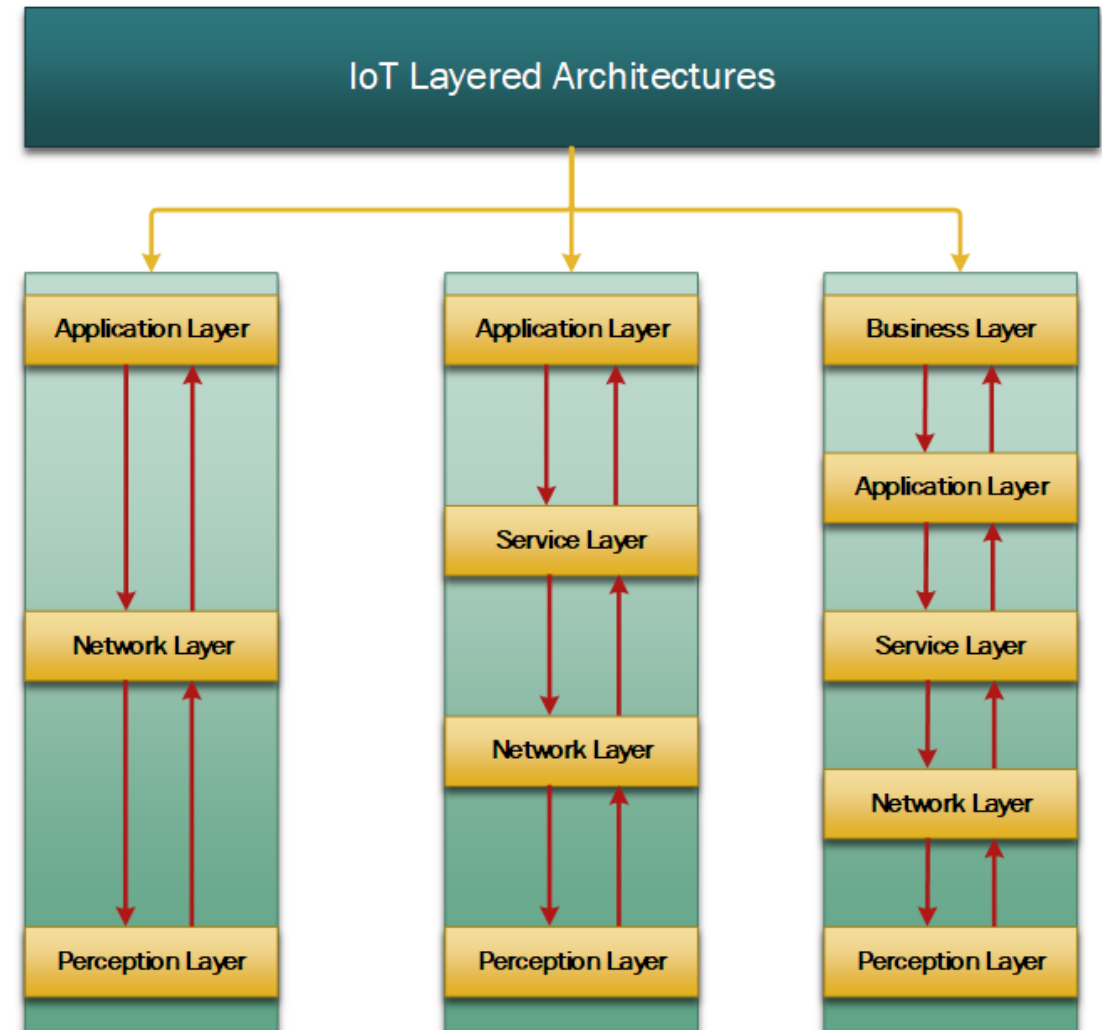 IoT Layered Architectures
Application Layer
Network Layer
Perception Layer
Application Layer
Service Layer
Network Layer
Perception Layer
Business Layer
Application Layer
Service Layer
Network Layer
Perception Layer